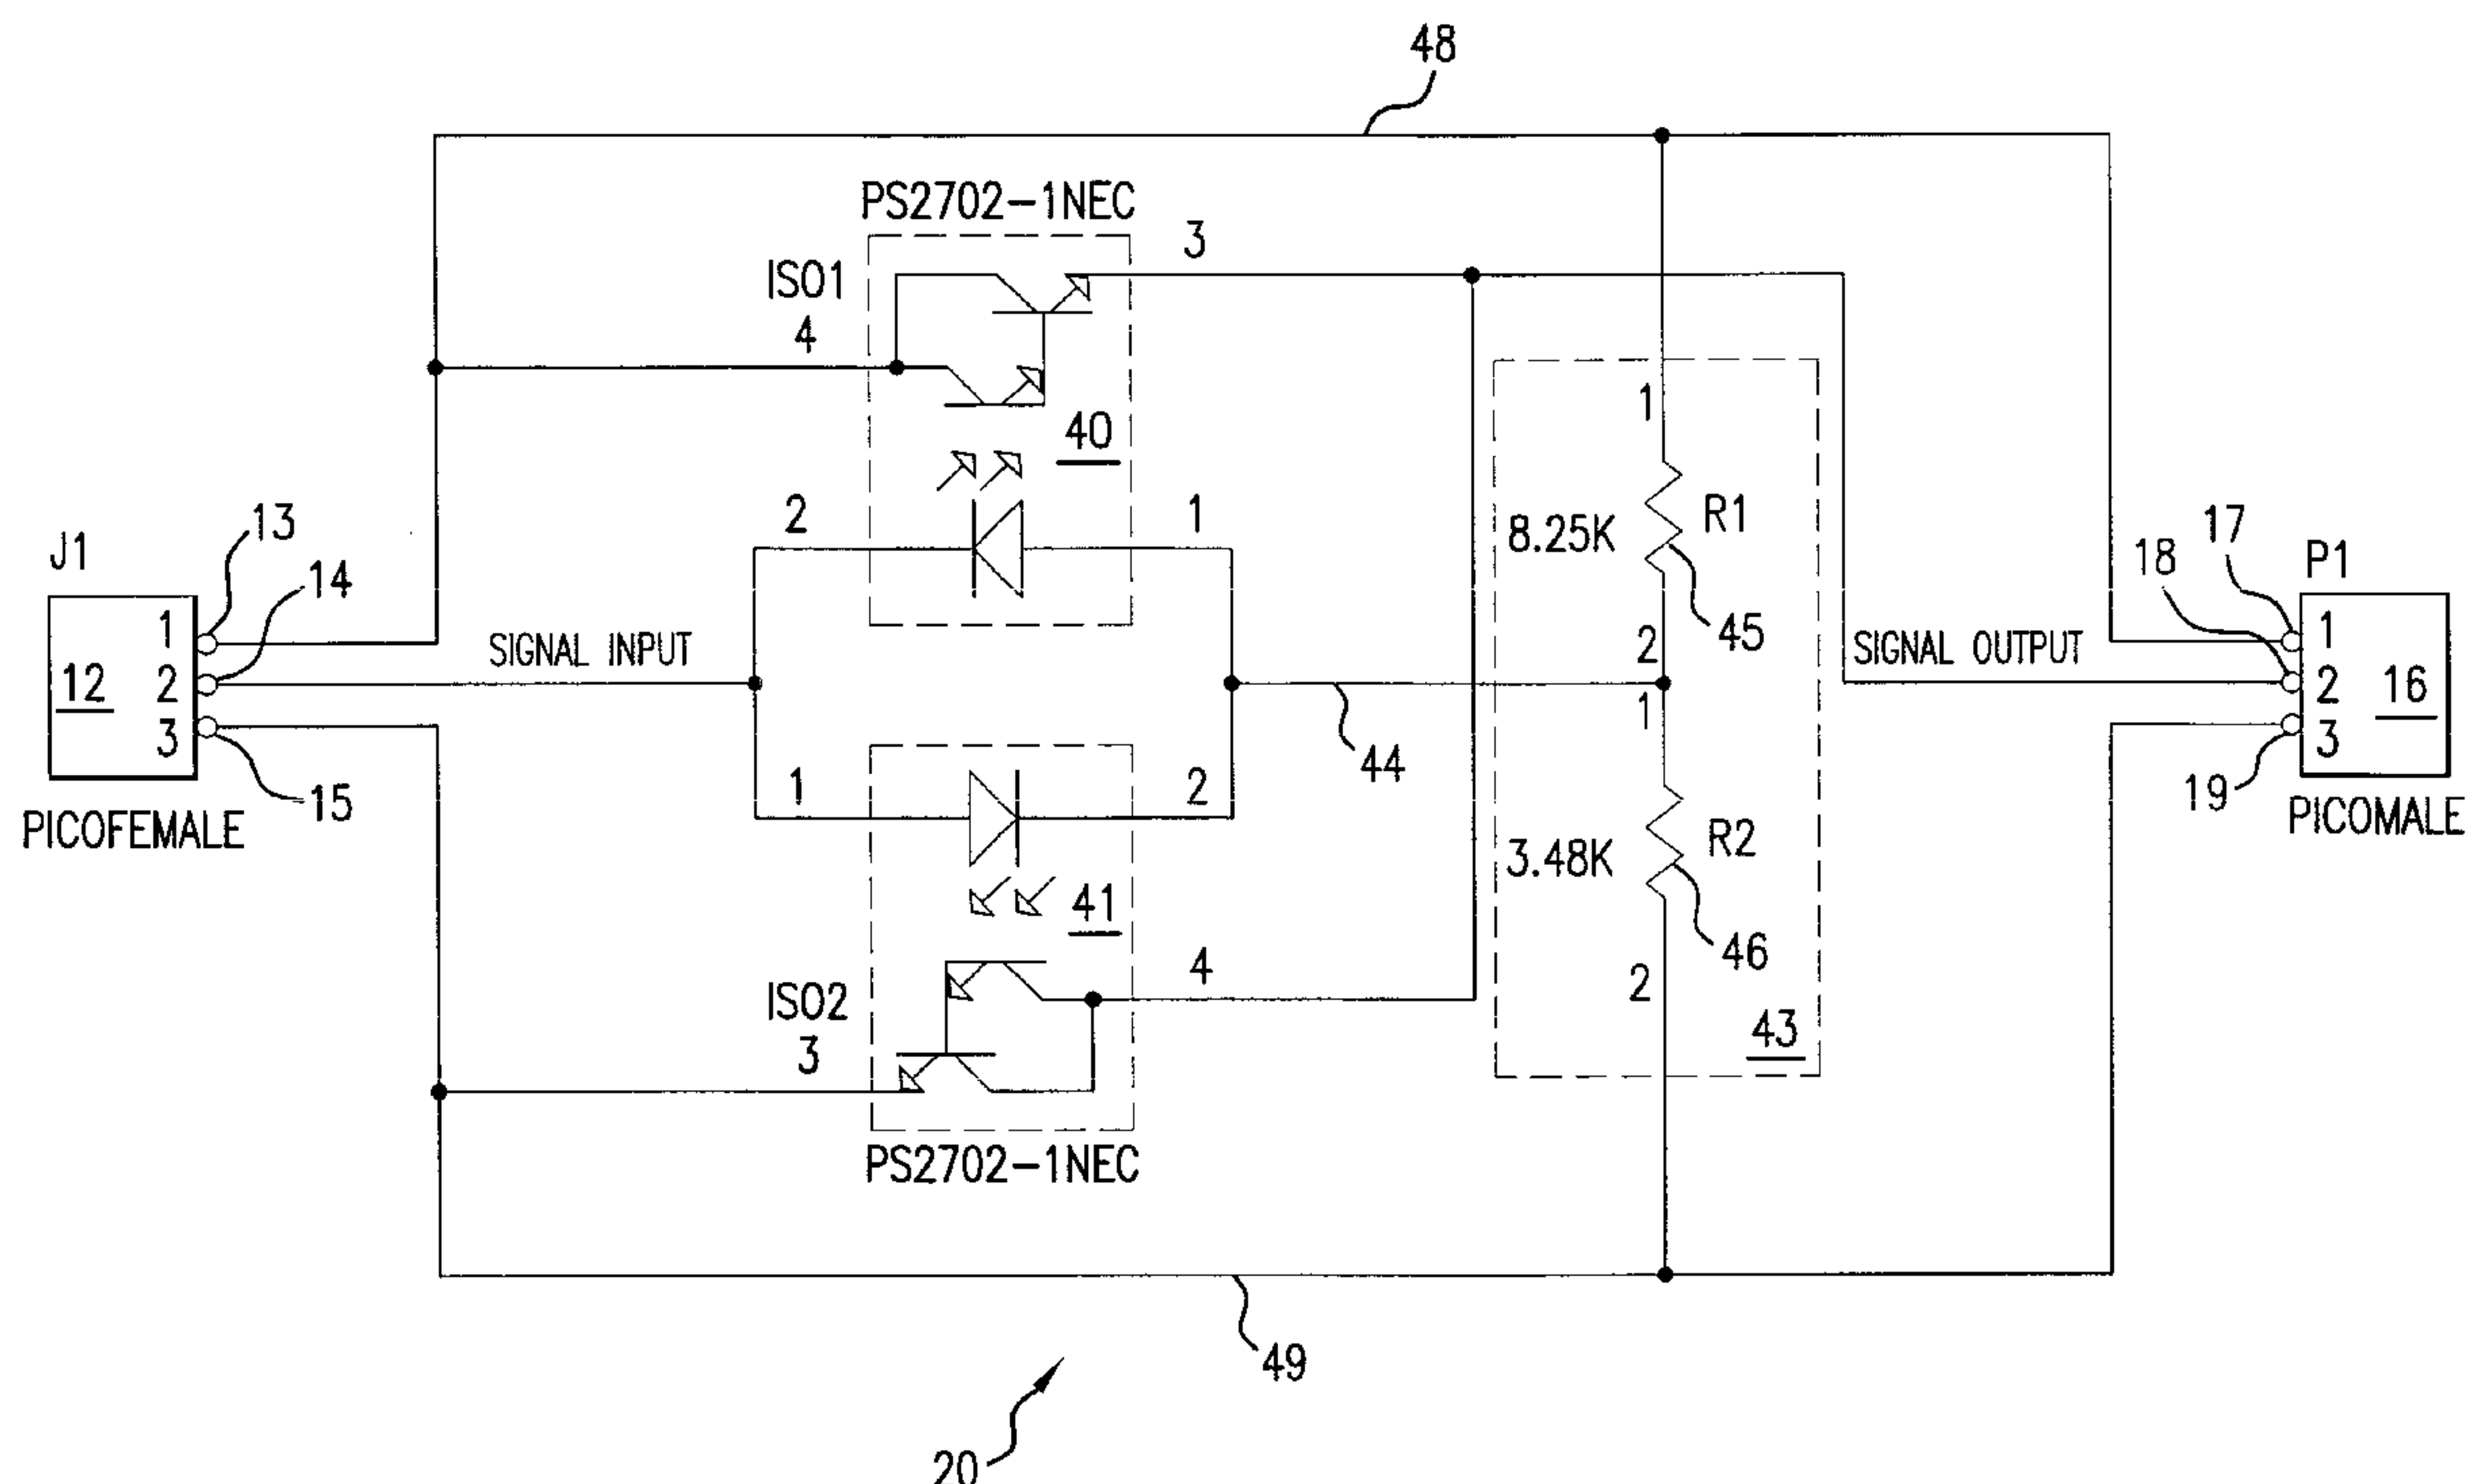 48
PS2702-1NEC
3
ISO1
4
40
1
2
1
8.25K
R1
45
2
J1
13
14
1
12
2
3
15
PICOFEMALE
SIGNAL INPUT
SIGNAL OUTPUT
17
18
P1
1
2
16
3
19
PICOMALE
1
44
1
2
3.48K
R2
46
2
43
41
4
ISO2
3
PS2702-1NEC
49
20